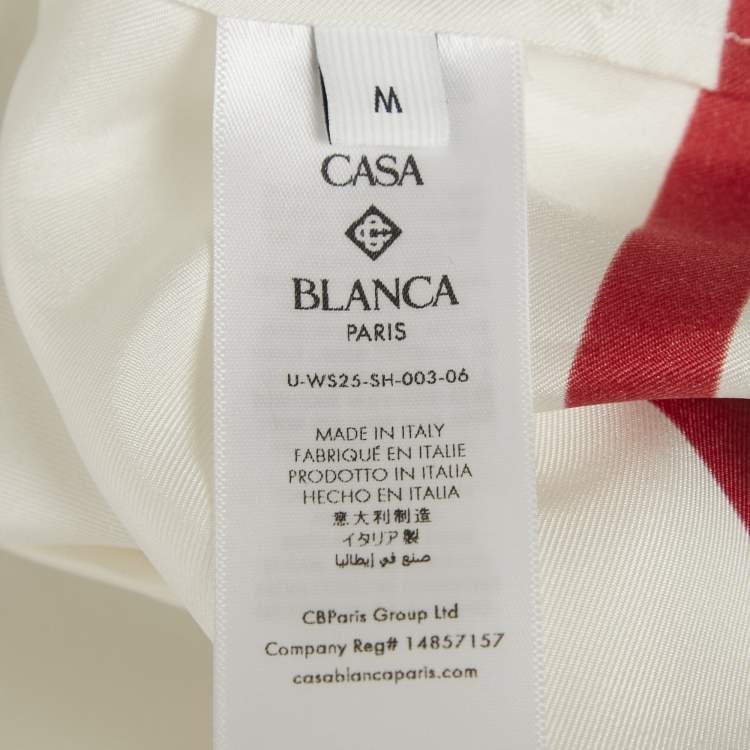 M
CASA
BLANCA
PARIS
U-WS25-SH-003-06
MADE IN ITALY
FABRIQUÉ EN ITALIE
PRODOTTO IN ITALIA
HECHO EN ITALIA
意大利制造
イタリア製
صنع في إيطاليا
CBParis Group Ltd
Company Reg# 14857157
casablancaparis.com